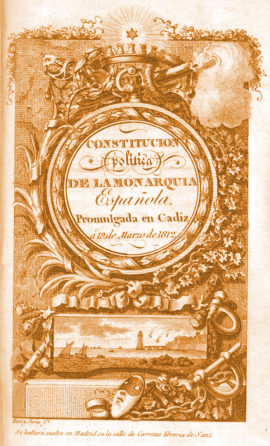 CONSTITUCION
politica
DE LA MONARQUIA
Española.
Promulgada en Cadiz
á 19 de Marzo de 1812.
Se hallará suelta en Madrid en la calle de Carretas librería de Sanz